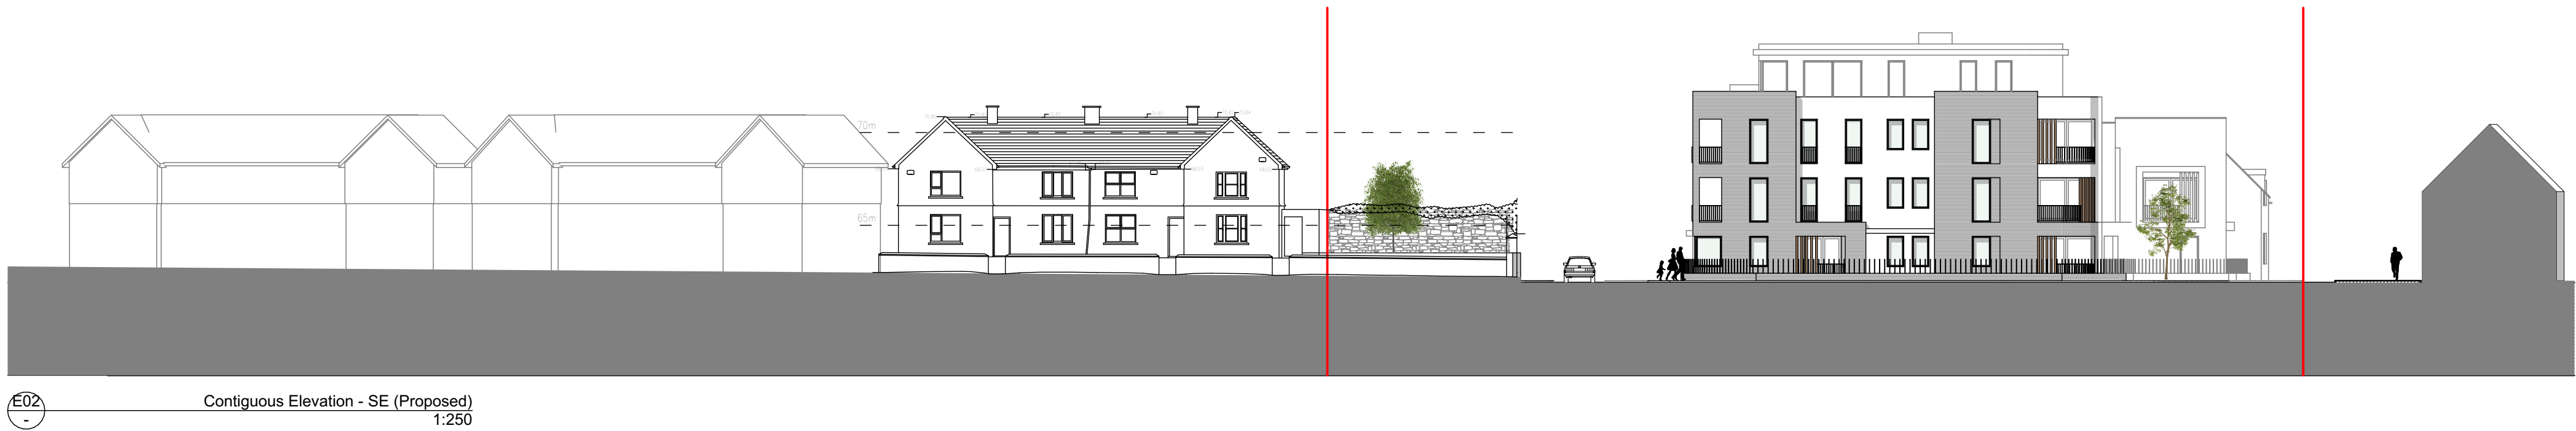 70m
65m
E02
-
Contiguous Elevation - SE (Proposed)
1:250